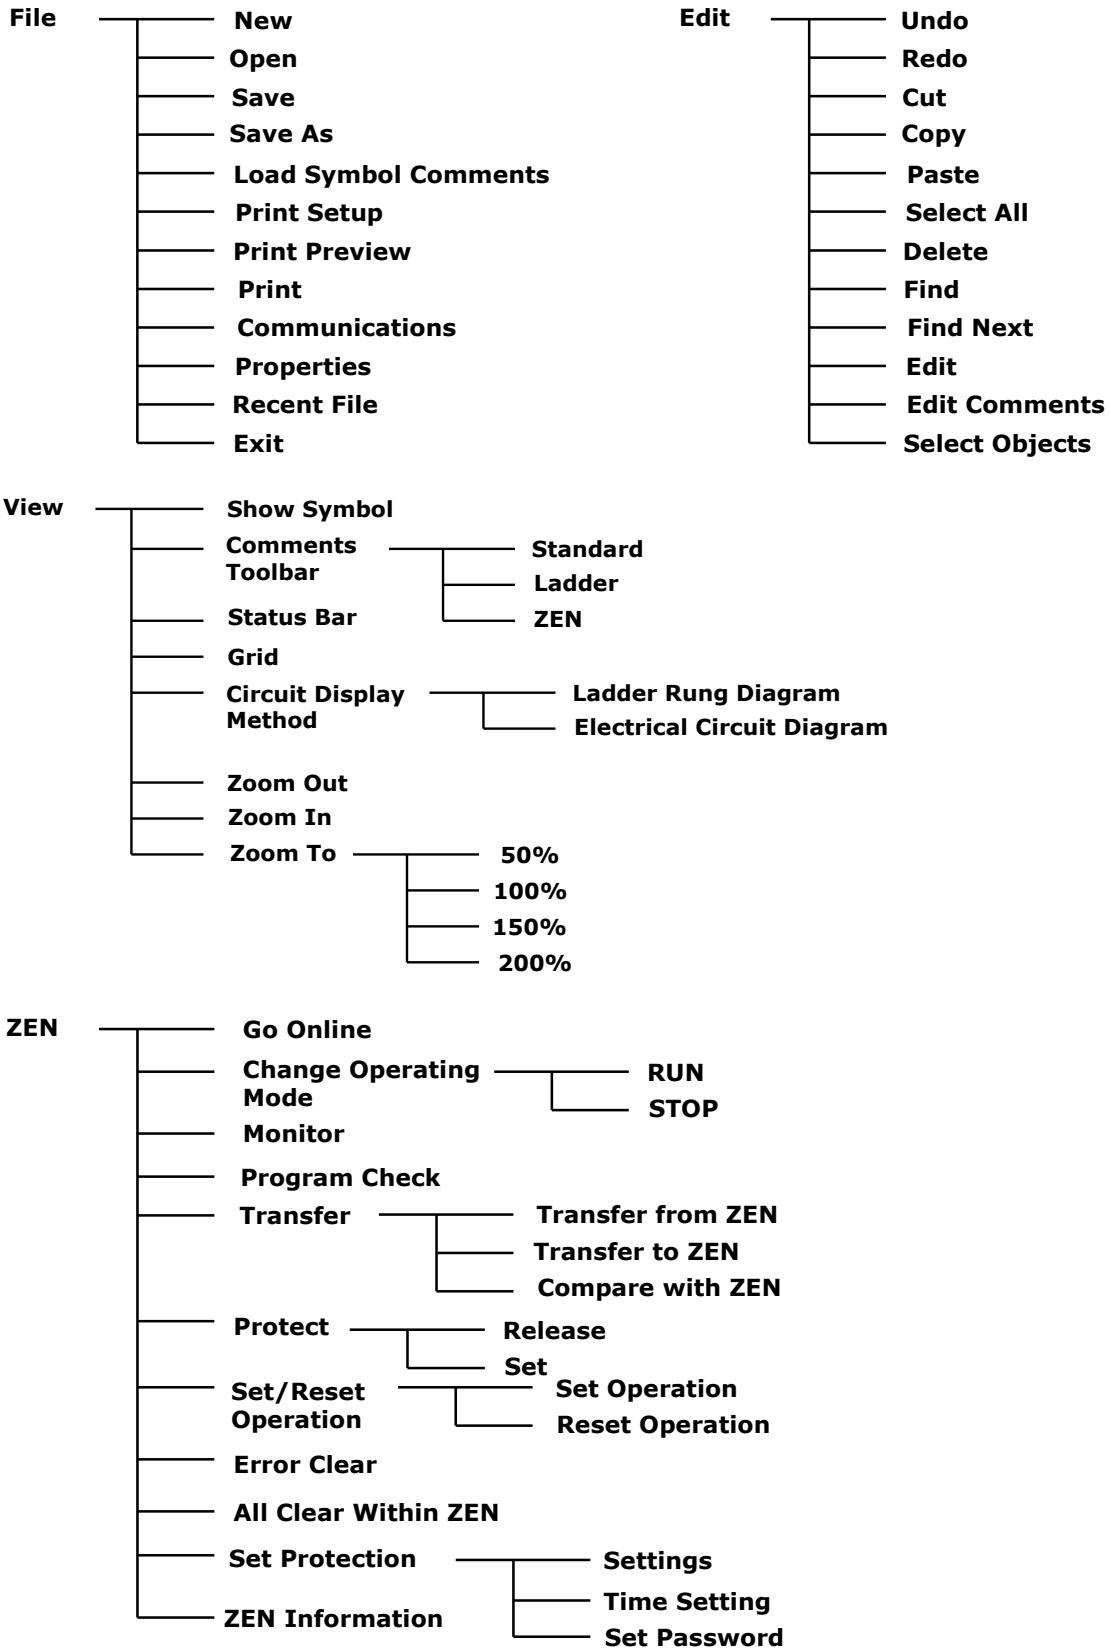 File
New
Open
Save
Save As
Load Symbol Comments
Print Setup
Print Preview
Print
Communications
Properties
Recent File
Exit
Edit
Undo
Redo
Cut
Copy
Paste
Select All
Delete
Find
Find Next
Edit
Edit Comments
Select Objects
View
Show Symbol
Comments
Toolbar
Standard
Ladder
ZEN
Status Bar
Grid
Circuit Display
Method
Ladder Rung Diagram
Electrical Circuit Diagram
Zoom Out
Zoom In
Zoom To
50%
100%
150%
200%
ZEN
Go Online
Change Operating
Mode
RUN
STOP
Monitor
Program Check
Transfer
Transfer from ZEN
Transfer to ZEN
Compare with ZEN
Protect
Release
Set
Set/Reset
Operation
Set Operation
Reset Operation
Error Clear
All Clear Within ZEN
Set Protection
Settings
Time Setting
Set Password
ZEN Information